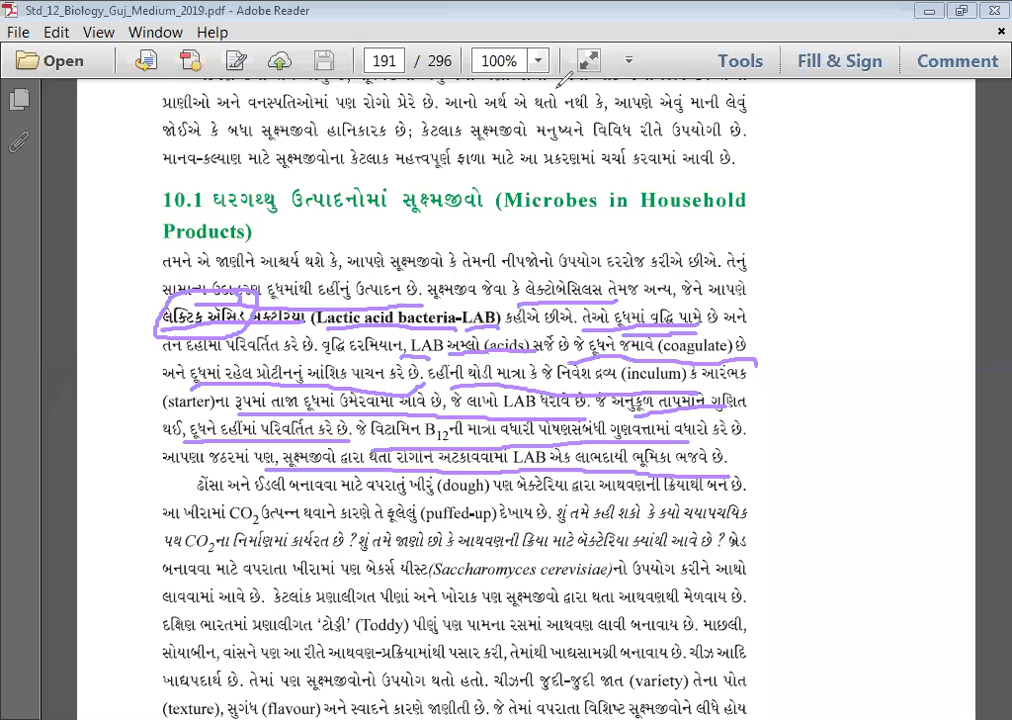 Std_12_Biology_Guj_Medium_2019.pdf - Adobe Reader
File Edit View Window Help
Open 191 / 296 100% Tools Fill & Sign Comment
પ્રાણીઓ અને વનસ્પતિઓમાં પણ રોગો પ્રેરે છે. આનો અર્થ એ થતો નથી કે, આપણે એવું માની લેવું
જોઈએ કે બધા સૂક્ષ્મજીવો હાનિકારક છે; કેટલાક સૂક્ષ્મજીવો મનુષ્યને વિવિધ રીતે ઉપયોગી છે.
માનવ-કલ્યાણ માટે સૂક્ષ્મજીવોના કેટલાક મહત્ત્વપૂર્ણ ફાળા માટે આ પ્રકરણમાં ચર્ચા કરવામાં આવી છે.
10.1 ઘરગથ્થુ ઉત્પાદનોમાં સૂક્ષ્મજીવો (Microbes in Household
Products)
તમને એ જાણીને આશ્ચર્ય થશે કે, આપણે સૂક્ષ્મજીવો કે તેમની નીપજોનો ઉપયોગ દરરોજ કરીએ છીએ. તેનું
સામાન્ય ઉદાહરણ દૂધમાંથી દહીંનું ઉત્પાદન છે. સૂક્ષ્મજીવ જેવા કે લેક્ટોબેસિલસ તેમજ અન્ય, જેને આપણે
લેક્ટિક ઍસિડ બૅક્ટેરિયા (Lactic acid bacteria-LAB) કહીએ છીએ. તેઓ દૂધમાં વૃદ્ધિ પામે છે અને
તેને દહીંમાં પરિવર્તિત કરે છે. વૃદ્ધિ દરમિયાન, LAB અમ્લો (acids) સર્જે છે જે દૂધને જમાવે (coagulate) છે
અને દૂધમાં રહેલ પ્રોટીનનું આંશિક પાચન કરે છે. દહીંની થોડી માત્રા કે જે નિવેશ દ્રવ્ય (inculum) કે આરંભક
(starter)ના રૂપમાં તાજા દૂધમાં ઉમેરવામાં આવે છે, જે લાખો LAB ધરાવે છે. જે અનુકૂળ તાપમાને ગુણિત
થઈ, દૂધને દહીંમાં પરિવર્તિત કરે છે. જે વિટામિન B12ની માત્રા વધારી પોષણસંબંધી ગુણવત્તામાં વધારો કરે છે.
આપણા જઠરમાં પણ, સૂક્ષ્મજીવો દ્વારા થતા રોગોને અટકાવવામાં LAB એક લાભદાયી ભૂમિકા ભજવે છે.
ઢોંસા અને ઈડલી બનાવવા માટે વપરાતું ખીરું (dough) પણ બૅક્ટેરિયા દ્વારા આથવણની ક્રિયાથી બને છે.
આ ખીરામાં CO2 ઉત્પન્ન થવાને કારણે તે ફૂલેલું (puffed-up) દેખાય છે. શું તમે કહી શકો કે કયો ચયાપચયિક
પથ CO2ના નિર્માણમાં કાર્યરત છે ? શું તમે જાણો છો કે આથવણની ક્રિયા માટે બૅક્ટેરિયા ક્યાંથી આવે છે ? બ્રેડ
બનાવવા માટે વપરાતા ખીરામાં પણ બેકર્સ યીસ્ટ(Saccharomyces cerevisiae)નો ઉપયોગ કરીને આથો
લાવવામાં આવે છે. કેટલાંક પ્રણાલીગત પીણાં અને ખોરાક પણ સૂક્ષ્મજીવો દ્વારા થતા આથવણથી મેળવાય છે.
દક્ષિણ ભારતમાં પ્રણાલીગત ‘ટોડ્ડી’ (Toddy) પીણું પણ પામના રસમાં આથવણ લાવી બનાવાય છે. માછલી,
સોયાબીન, વાંસને પણ આ રીતે આથવણ-પ્રક્રિયામાંથી પસાર કરી, તેમાંથી ખાદ્યસામગ્રી બનાવાય છે. ચીઝ આદિ
ખાદ્યપદાર્થ છે. તેમાં પણ સૂક્ષ્મજીવોનો ઉપયોગ થતો હતો. ચીઝની જુદી-જુદી જાત (variety) તેના પોત
(texture), સુગંધ (flavour) અને સ્વાદને કારણે જાણીતી છે. જે તેમાં વપરાતા વિશિષ્ટ સૂક્ષ્મજીવોને લીધે હોય